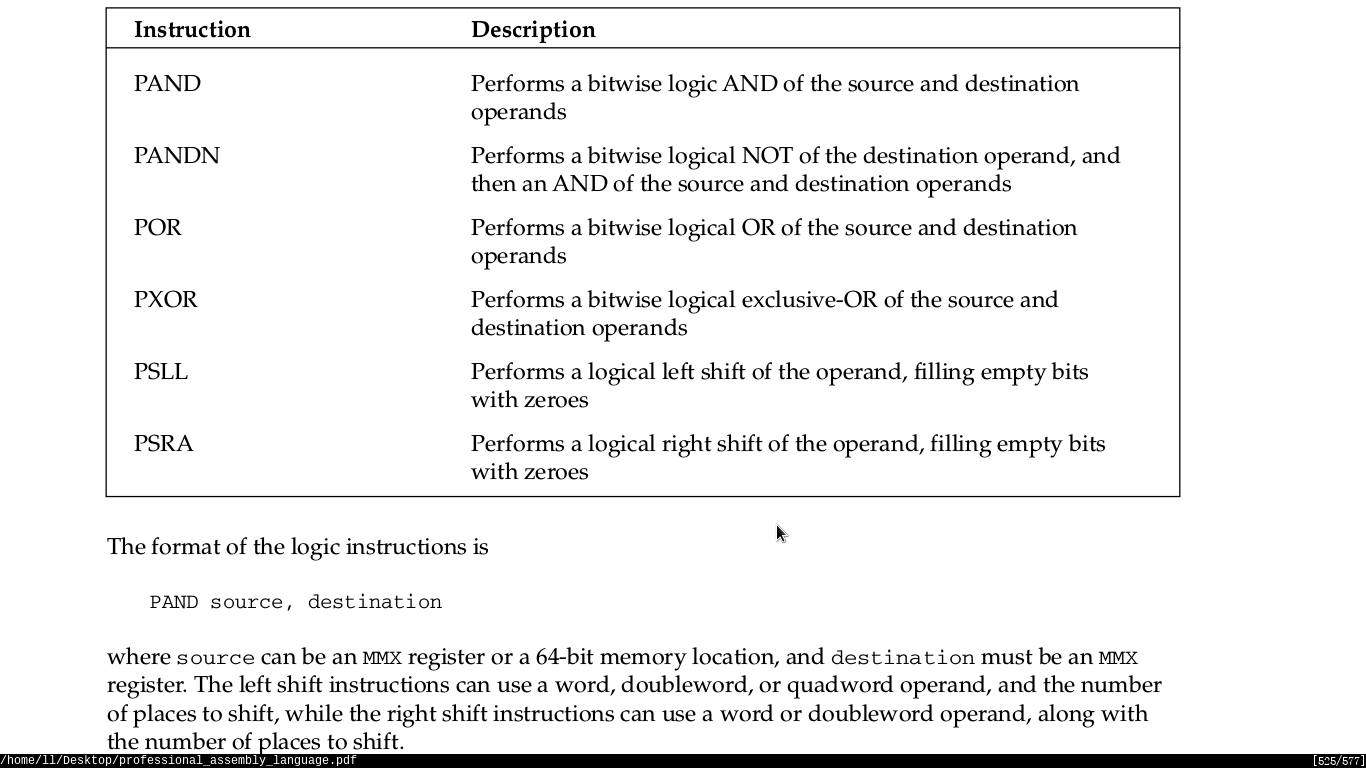 Instruction Description
PAND Performs a bitwise logic AND of the source and destination
operands
PANDN Performs a bitwise logical NOT of the destination operand, and
then an AND of the source and destination operands
POR Performs a bitwise logical OR of the source and destination
operands
PXOR Performs a bitwise logical exclusive-OR of the source and
destination operands
PSLL Performs a logical left shift of the operand, filling empty bits
with zeroes
PSRA Performs a logical right shift of the operand, filling empty bits
with zeroes
The format of the logic instructions is
PAND source, destination
where source can be an MMX register or a 64-bit memory location, and destination must be an MMX
register. The left shift instructions can use a word, doubleword, or quadword operand, and the number
of places to shift, while the right shift instructions can use a word or doubleword operand, along with
the number of places to shift.
/home/ll/Desktop/professional_assembly_language.pdf [525/577]